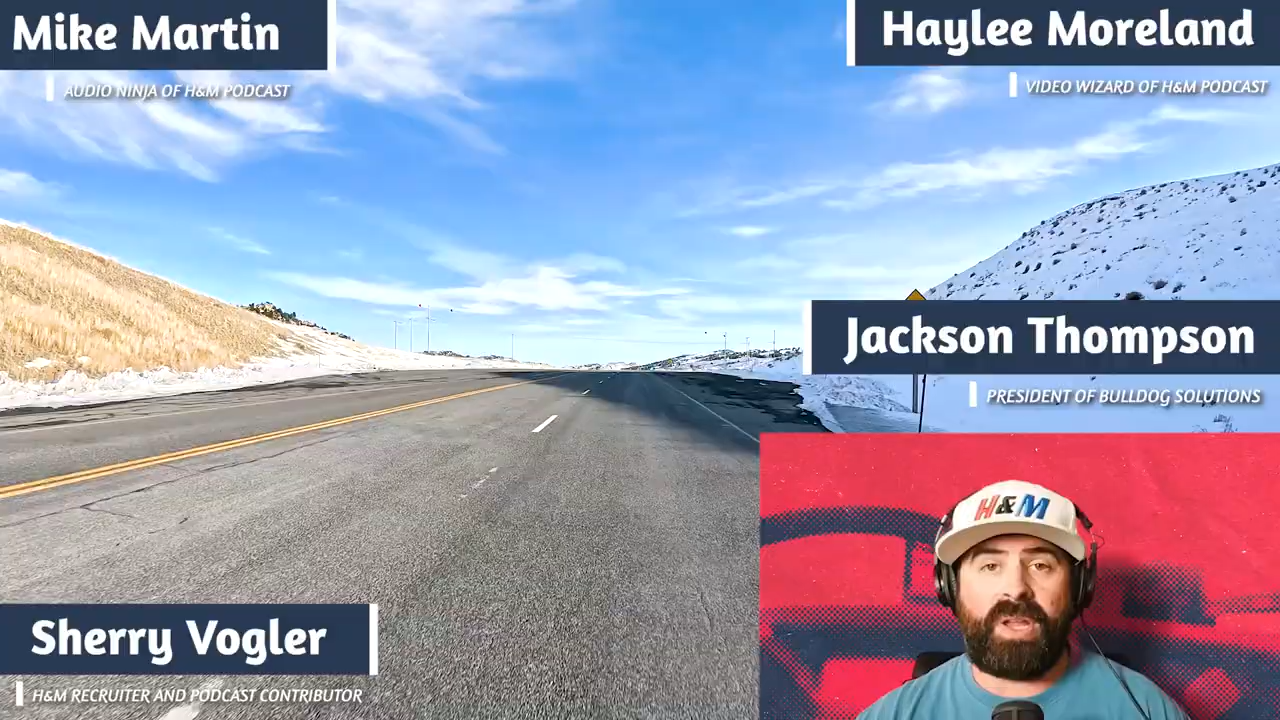 Mike Martin
AUDIO NINJA OF H&M PODCAST
Haylee Moreland
VIDEO WIZARD OF H&M PODCAST
Jackson Thompson
PRESIDENT OF BULLDOG SOLUTIONS
H&M
Sherry Vogler
H&M RECRUITER AND PODCAST CONTRIBUTOR